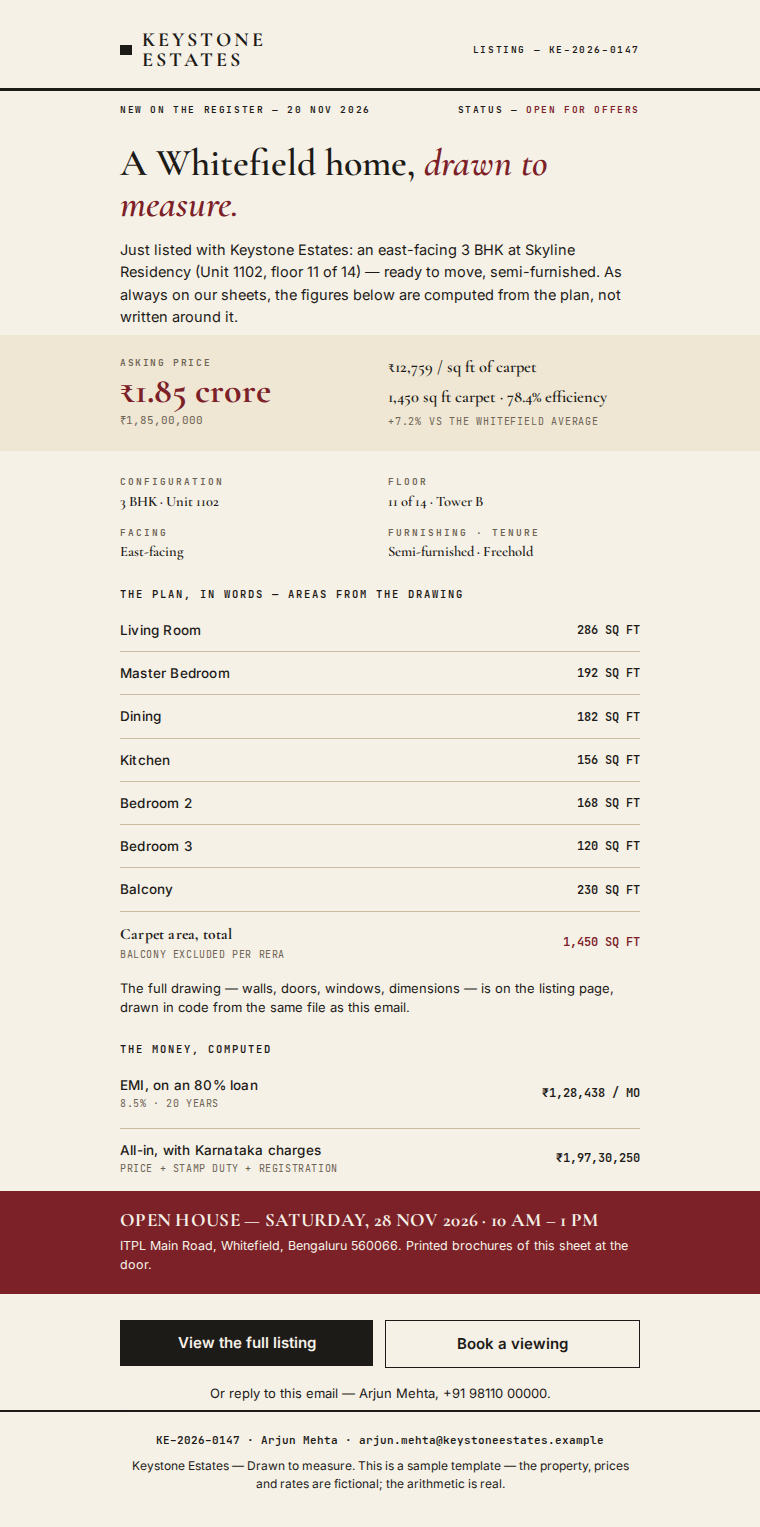 KEYSTONE
ESTATES
LISTING — KE-2026-0147
NEW ON THE REGISTER — 20 NOV 2026
STATUS — OPEN FOR OFFERS
A Whitefield home, drawn to
measure.
Just listed with Keystone Estates: an east-facing 3 BHK at Skyline
Residency (Unit 1102, floor 11 of 14) — ready to move, semi-furnished. As
always on our sheets, the figures below are computed from the plan, not
written around it.
ASKING PRICE
₹1.85 crore
₹1,85,00,000
₹12,759 / sq ft of carpet
1,450 sq ft carpet · 78.4% efficiency
+7.2% VS THE WHITEFIELD AVERAGE
CONFIGURATION
3 BHK · Unit 1102
FLOOR
11 of 14 · Tower B
FACING
East-facing
FURNISHING · TENURE
Semi-furnished · Freehold
THE PLAN, IN WORDS — AREAS FROM THE DRAWING
Living Room 286 SQ FT
Master Bedroom 192 SQ FT
Dining 182 SQ FT
Kitchen 156 SQ FT
Bedroom 2 168 SQ FT
Bedroom 3 120 SQ FT
Balcony 230 SQ FT
Carpet area, total
BALCONY EXCLUDED PER RERA
1,450 SQ FT
The full drawing — walls, doors, windows, dimensions — is on the listing page,
drawn in code from the same file as this email.
THE MONEY, COMPUTED
EMI, on an 80% loan
8.5% · 20 YEARS
₹1,28,438 / MO
All-in, with Karnataka charges
PRICE + STAMP DUTY + REGISTRATION
₹1,97,30,250
OPEN HOUSE — SATURDAY, 28 NOV 2026 · 10 AM – 1 PM
ITPL Main Road, Whitefield, Bengaluru 560066. Printed brochures of this sheet at the
door.
View the full listing
Book a viewing
Or reply to this email — Arjun Mehta, +91 98110 00000.
KE-2026-0147 · Arjun Mehta · arjun.mehta@keystoneestates.example
Keystone Estates — Drawn to measure. This is a sample template — the property, prices
and rates are fictional; the arithmetic is real.